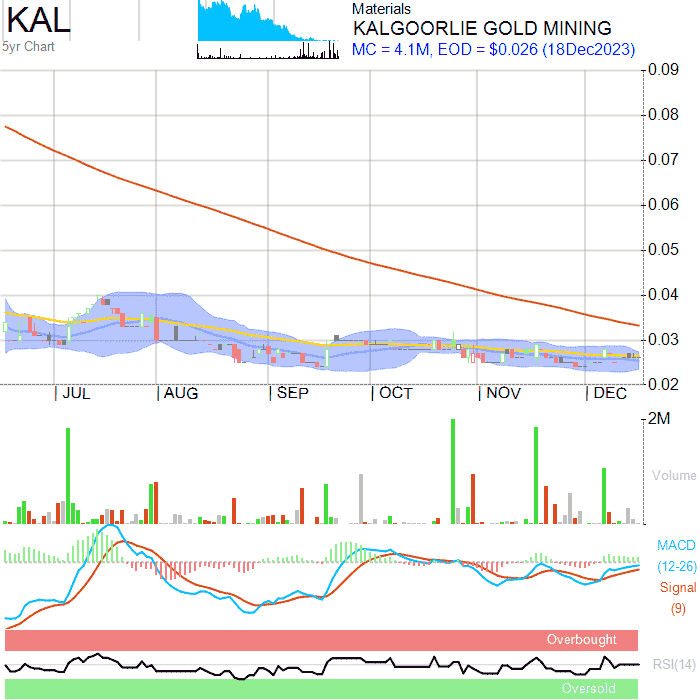 KAL
5yr Chart
Materials
KALGOORLIE GOLD MINING
MC = 4.1M, EOD = $0.026 (18Dec2023)
0.09
0.08
0.07
0.06
0.05
0.04
0.03
0.02
JUL AUG SEP OCT NOV DEC
2M
Volume
MACD
(12-26)
Signal
(9)
Overbought
RSI(14)
Oversold